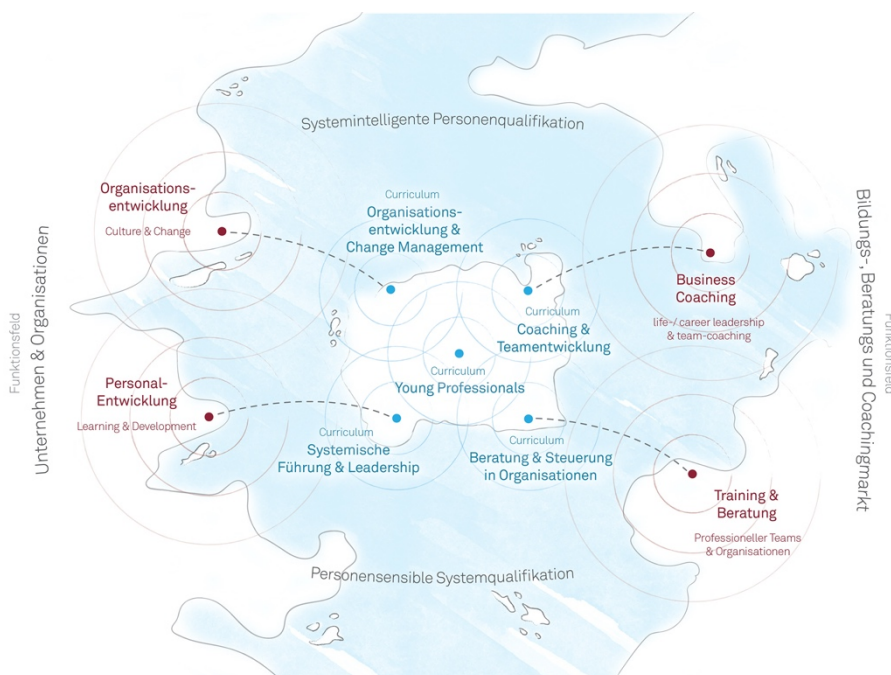 Systemintelligente Personenqualifikation
Funktionsfeld
Unternehmen & Organisationen
Organisations-
entwicklung
Culture & Change
Curriculum
Organisations-
entwicklung &
Change Management
Business
Coaching
life-/ career leadership
& team-coaching
Curriculum
Coaching &
Teamentwicklung
Curriculum
Young Professionals
Personal-
Entwicklung
Learning & Development
Curriculum
Systemische
Führung & Leadership
Curriculum
Beratung & Steuerung
in Organisationen
Training &
Beratung
Professioneller Teams
& Organisationen
Personensensible Systemqualifikation
Bildungs-, Beratungs und Coachingmarkt
Funktionsfeld